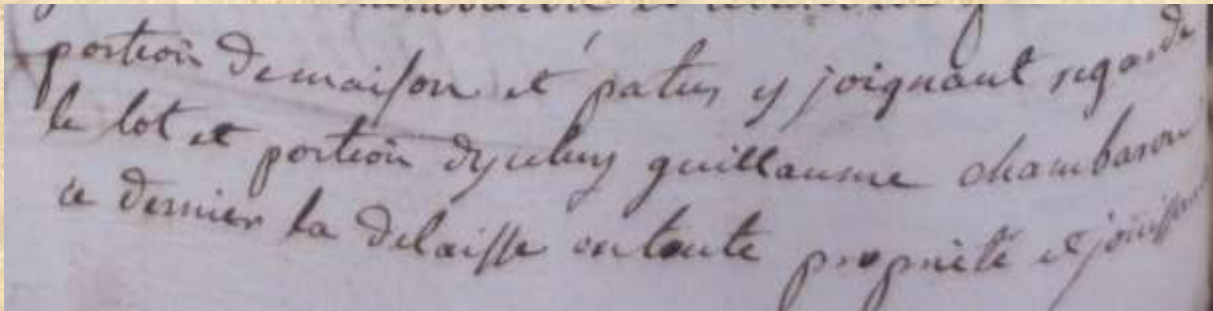 portion de maison et patus y joignant regarde
le lot et portion dyceluy guillaume chambaron
ce dernier la delaisse en toute propriété et jouissan